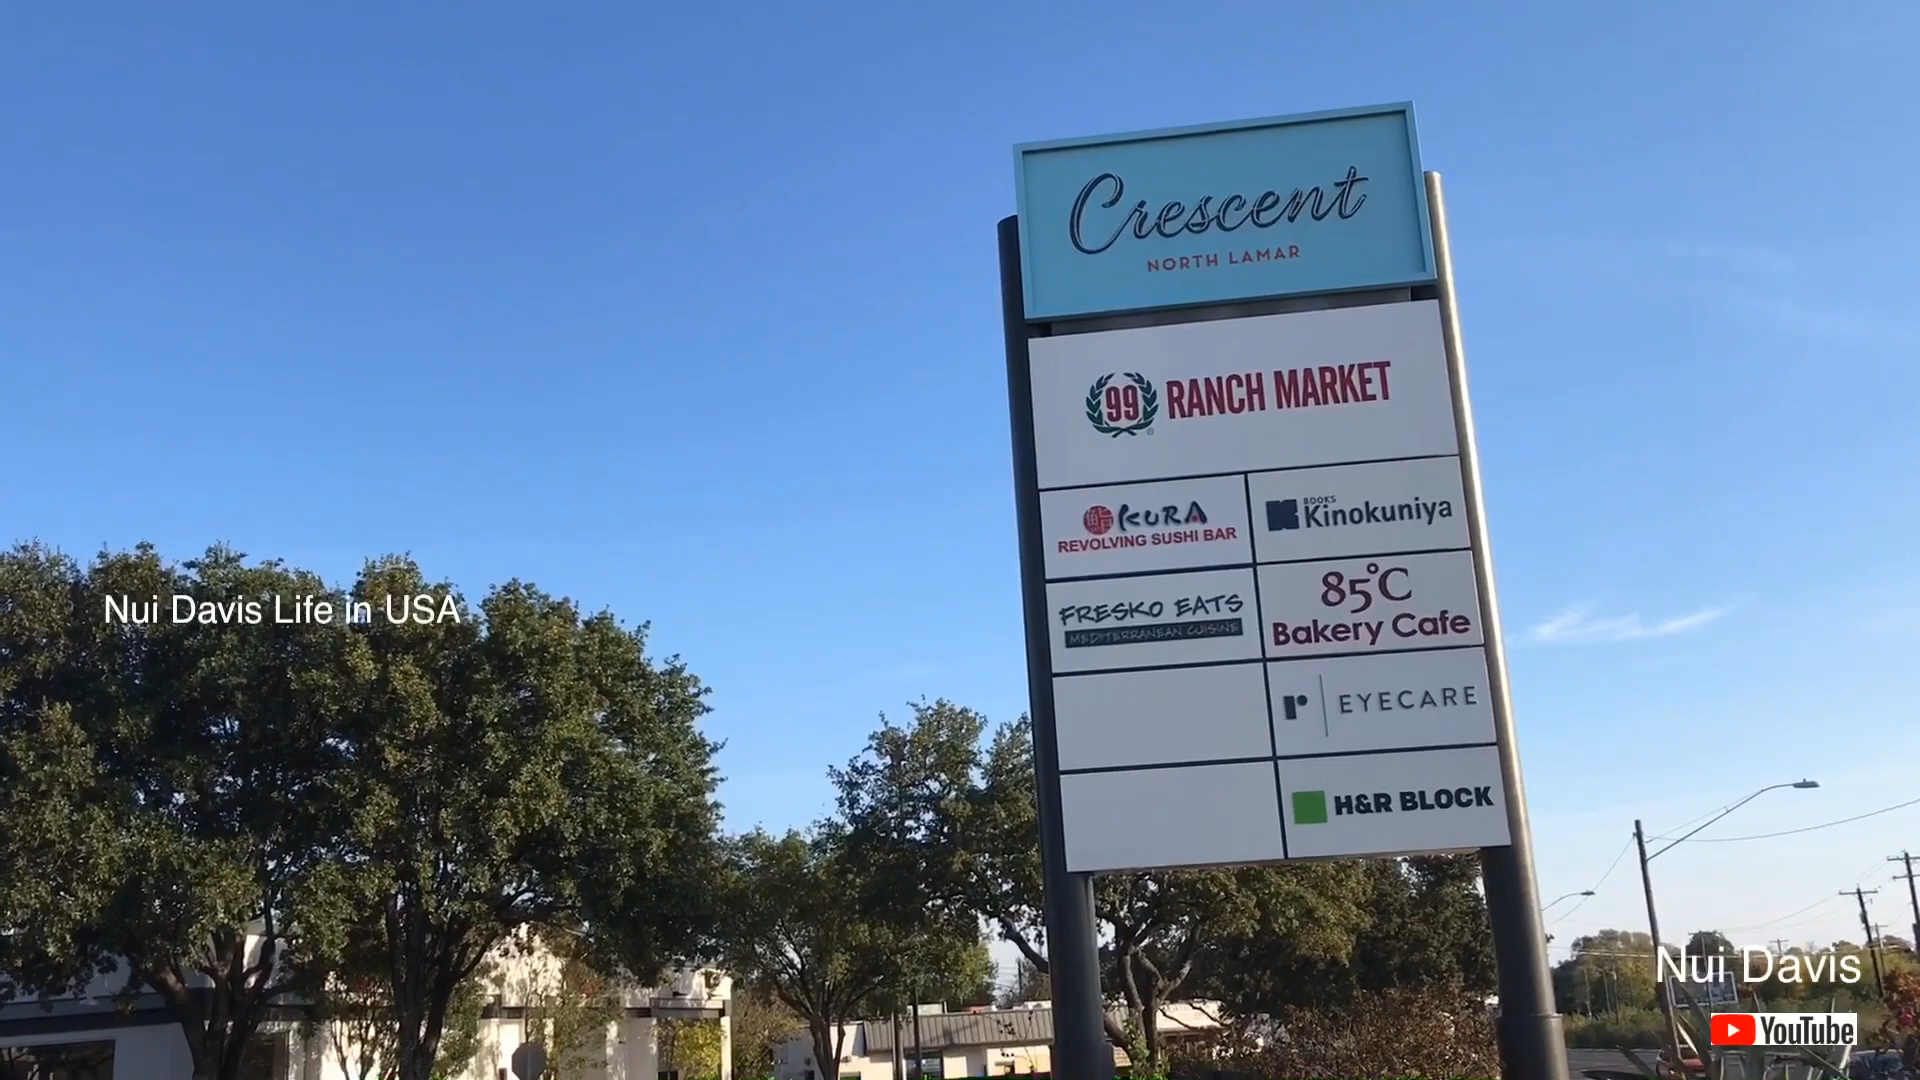 Crescent
NORTH LAMAR
99 RANCH MARKET
鮨 KURA
REVOLVING SUSHI BAR
BOOKS
Kinokuniya
FRESKO EATS
MEDITERRANEAN CUISINE
85°C
Bakery Cafe
r EYECARE
H&R BLOCK
Nui Davis Life in USA
Nui Davis
YouTube